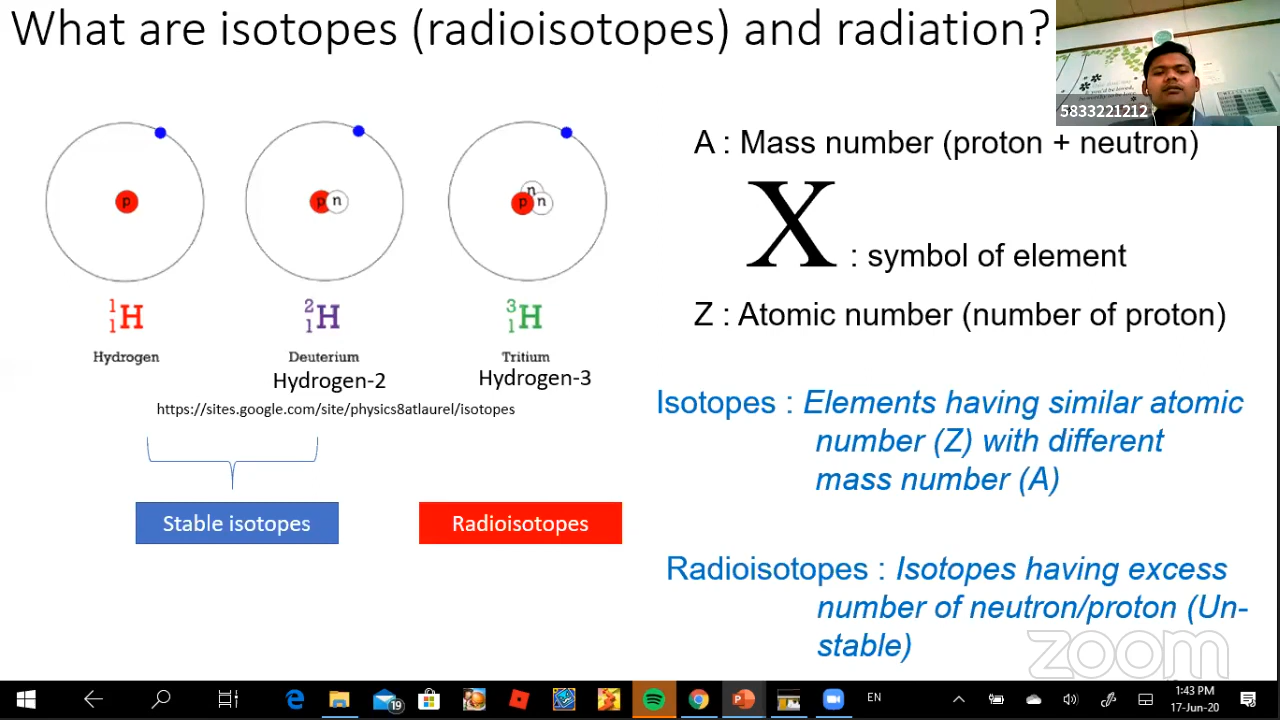 What are isotopes (radioisotopes) and radiation?
5833221212
p
p n
n
p n
1
1 H
2
1 H
3
1 H
Hydrogen
Deuterium
Tritium
Hydrogen-2
Hydrogen-3
https://sites.google.com/site/physics8atlaurel/isotopes
Stable isotopes
Radioisotopes
A : Mass number (proton + neutron)
X : symbol of element
Z : Atomic number (number of proton)
Isotopes : Elements having similar atomic
number (Z) with different
mass number (A)
Radioisotopes : Isotopes having excess
number of neutron/proton (Un-
stable)
zoom
19
EN
1:43 PM
17-Jun-20